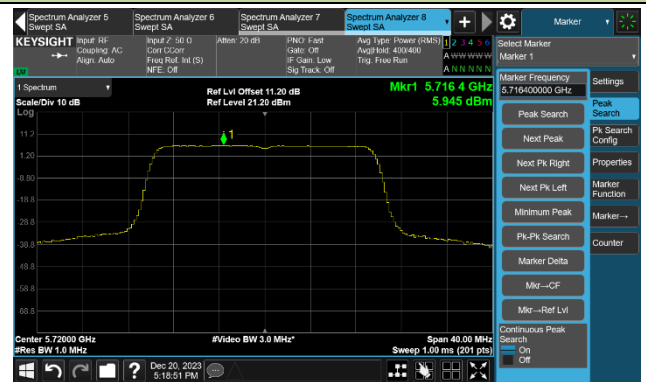 Spectrum Analyzer 5
Swept SA
Spectrum Analyzer 6
Swept SA
Spectrum Analyzer 7
Swept SA
Spectrum Analyzer 8
Swept SA
Marker
KEYSIGHT
Input: RF
Coupling: AC
Align: Auto
Input Z: 50 Ω
Corr CCorr
Freq Ref: Int (S)
NFE: Off
Atten: 20 dB
PNO: Fast
Gate: Off
IF Gain: Low
Sig Track: Off
Avg Type: Power (RMS)
Avg|Hold: 400/400
Trig: Free Run
1 2 3 4 5 6
A W W W W W
A N N N N N
Select Marker
Marker 1
1 Spectrum
Scale/Div 10 dB
Log
Ref Lvl Offset 11.20 dB
Ref Level 21.20 dBm
Mkr1 5.716 4 GHz
5.945 dBm
1
11.2
1.20
-8.80
-18.8
-28.8
-38.8
-48.8
-58.8
-68.8
Center 5.72000 GHz
#Res BW 1.0 MHz
#Video BW 3.0 MHz*
Span 40.00 MHz
Sweep 1.00 ms (201 pts)
Marker Frequency
5.716400000 GHz
Peak Search
Next Peak
Next Pk Right
Next Pk Left
Minimum Peak
Pk-Pk Search
Marker Delta
Mkr→CF
Mkr→Ref Lvl
Continuous Peak
Search
On
Off
Settings
Peak
Search
Pk Search
Config
Properties
Marker
Function
Marker→
Counter
?
Dec 20, 2023
5:18:51 PM